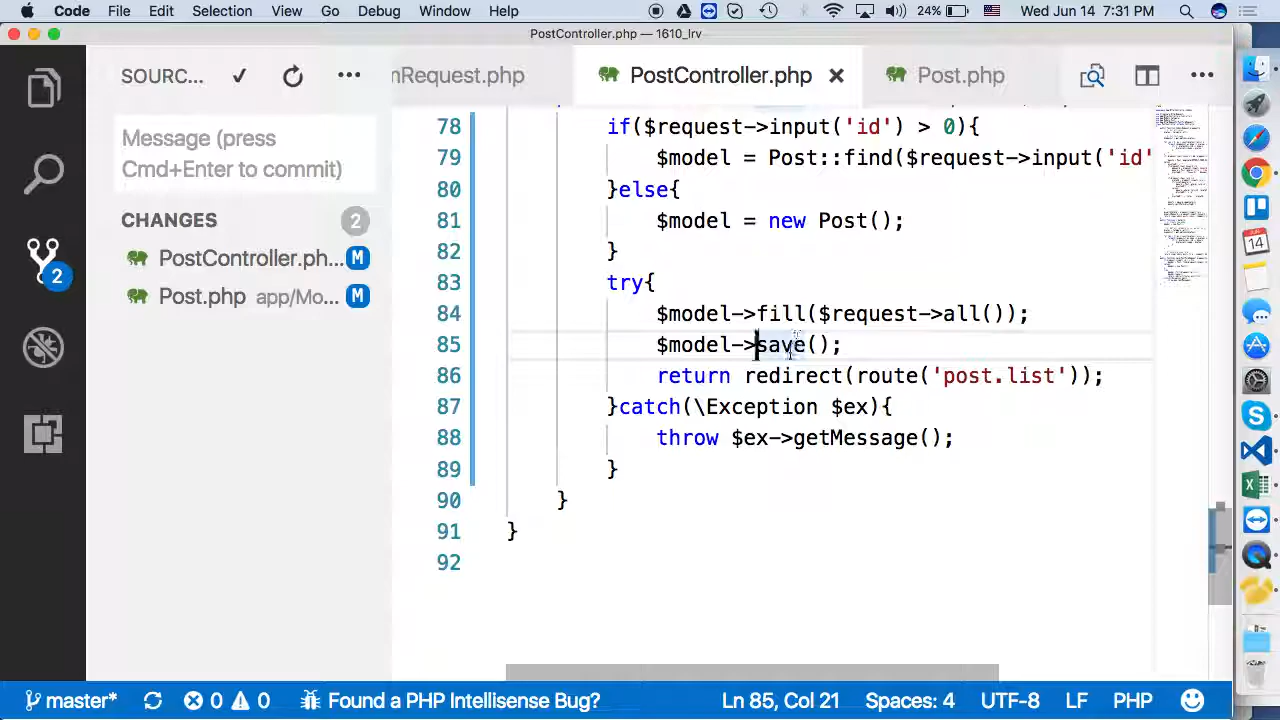 Code File Edit Selection View Go Debug Window Help 24% Wed Jun 14 7:31 PM
PostController.php — 1610_lrv
SOURC...
nRequest.php PostController.php Post.php
Message (press
Cmd+Enter to commit)
CHANGES 2
PostController.ph... M
Post.php app/Mo... M
2
78 if($request->input('id') > 0){
79 $model = Post::find($request->input('id'
80 }else{
81 $model = new Post();
82 }
83 try{
84 $model->fill($request->all());
85 $model->save();
86 return redirect(route('post.list'));
87 }catch(\Exception $ex){
88 throw $ex->getMessage();
89 }
90 }
91 }
92
master* 0 0 Found a PHP Intellisense Bug? Ln 85, Col 21 Spaces: 4 UTF-8 LF PHP
14